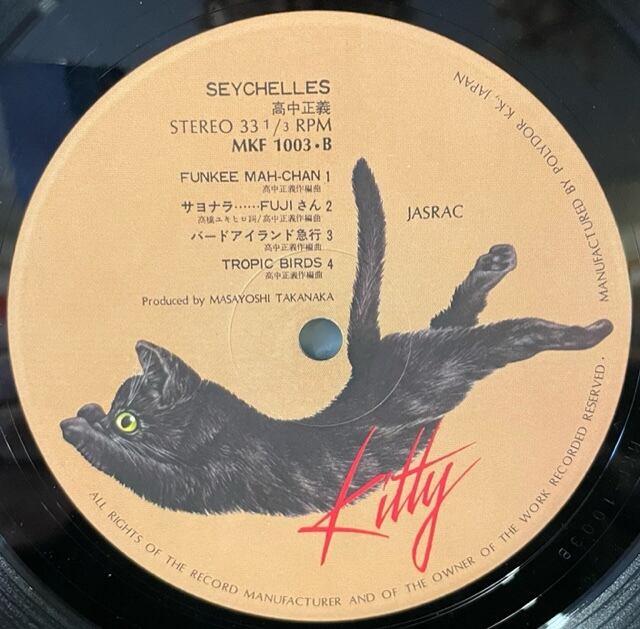 SEYCHELLES
高中正義
STEREO 33 1/3 RPM
MKF 1003・B
FUNKEE MAH-CHAN 1
高中正義作編曲
サヨナラ……FUJIさん 2
高橋ユキヒロ詞/高中正義作編曲
バードアイランド急行 3
高中正義作編曲
TROPIC BIRDS 4
高中正義作編曲
Produced by MASAYOSHI TAKANAKA
JASRAC
Kitty
MANUFACTURED BY POLYDOR K.K., JAPAN
ALL RIGHTS OF THE RECORD MANUFACTURER AND OF THE OWNER OF THE WORK RECORDED RESERVED・